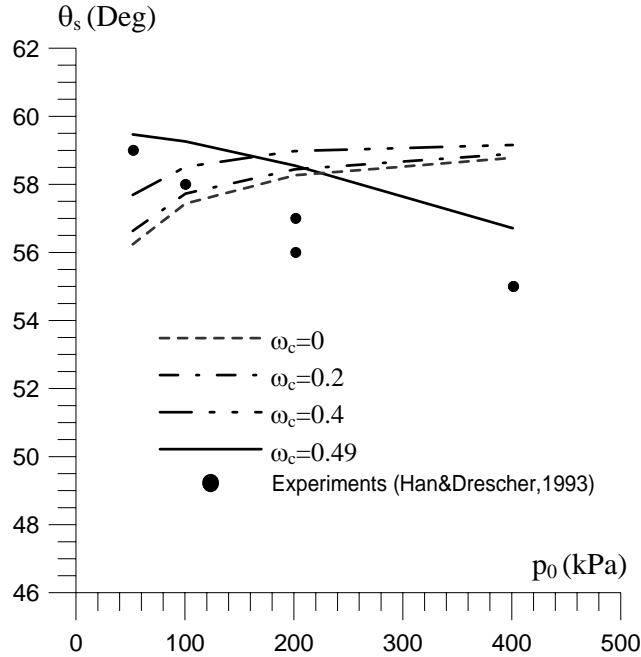 θs (Deg)
62
60
58
56
54
52
50
48
46
ωc=0
ωc=0.2
ωc=0.4
ωc=0.49
Experiments (Han&Drescher,1993)
p0 (kPa)
0 100 200 300 400 500